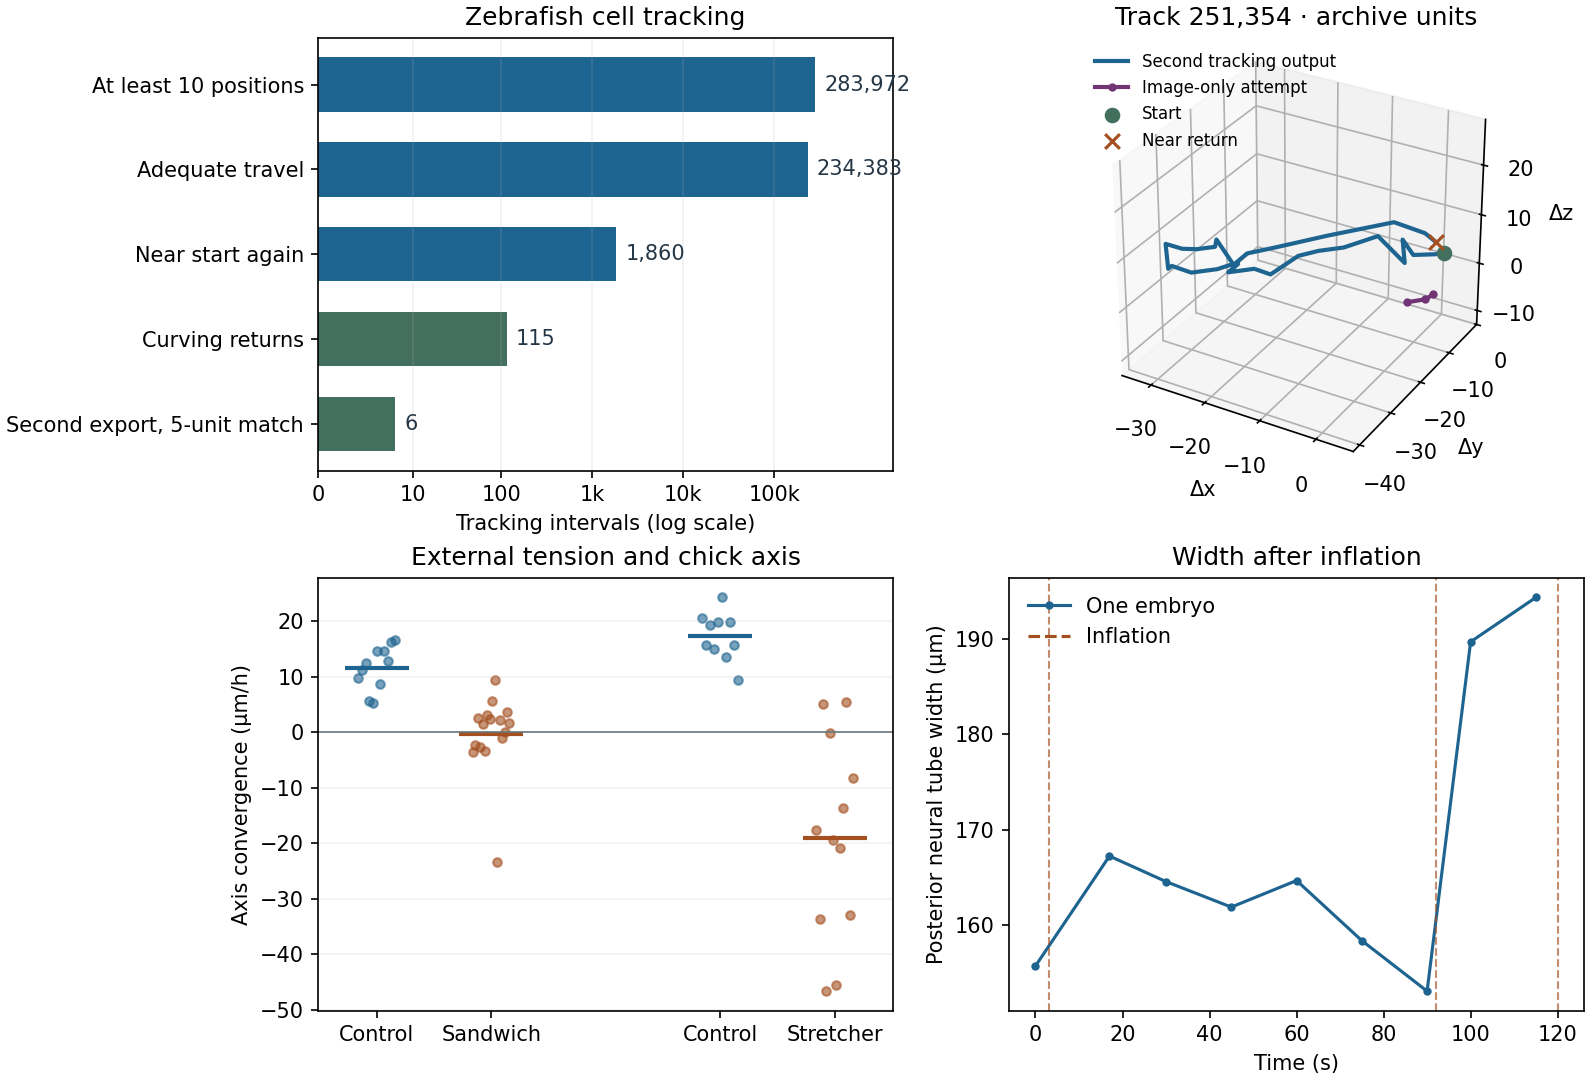 Zebrafish cell tracking
At least 10 positions
283,972
Adequate travel
234,383
Near start again
1,860
Curving returns
115
Second export, 5-unit match
6
0 10 100 1k 10k 100k
Tracking intervals (log scale)
Track 251,354 · archive units
Second tracking output
Image-only attempt
Start
Near return
20
10
0
−10
Δz
0
−10
−20
−30
−40
Δy
−30
−20
−10
0
Δx
External tension and chick axis
Axis convergence (μm/h)
20
10
0
−10
−20
−30
−40
−50
Control Sandwich Control Stretcher
Width after inflation
One embryo
Inflation
Posterior neural tube width (μm)
190
180
170
160
0 20 40 60 80 100 120
Time (s)